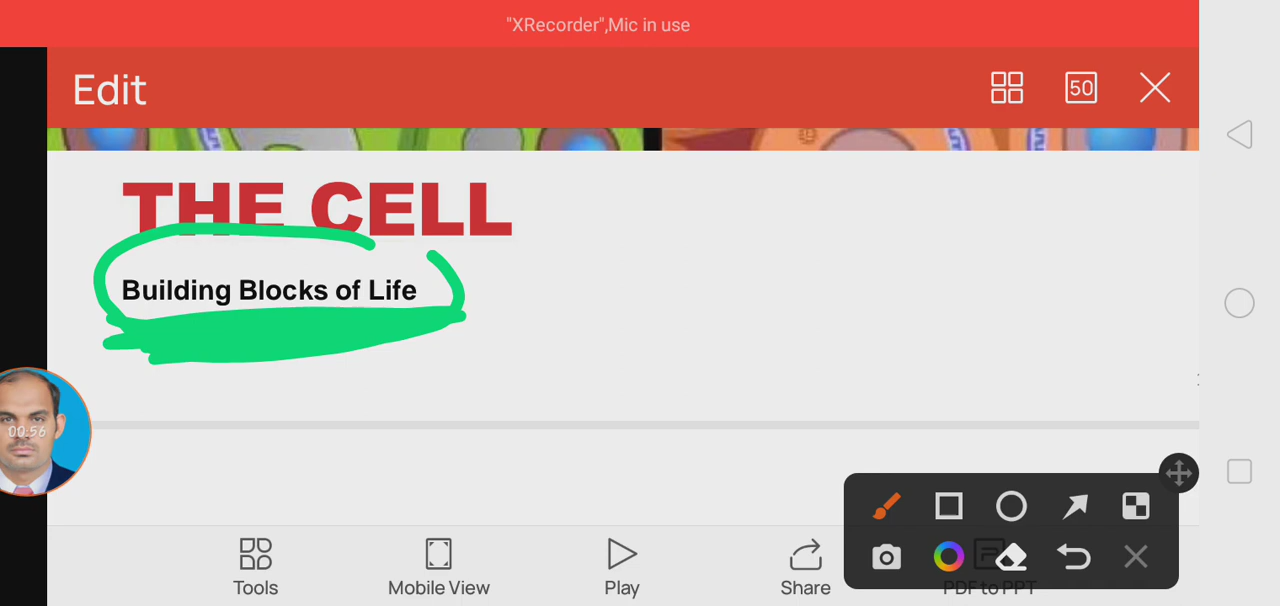 "XRecorder",Mic in use
Edit
50
THE CELL
Building Blocks of Life
00:56
Tools
Mobile View
Play
Share
PDF to PPT